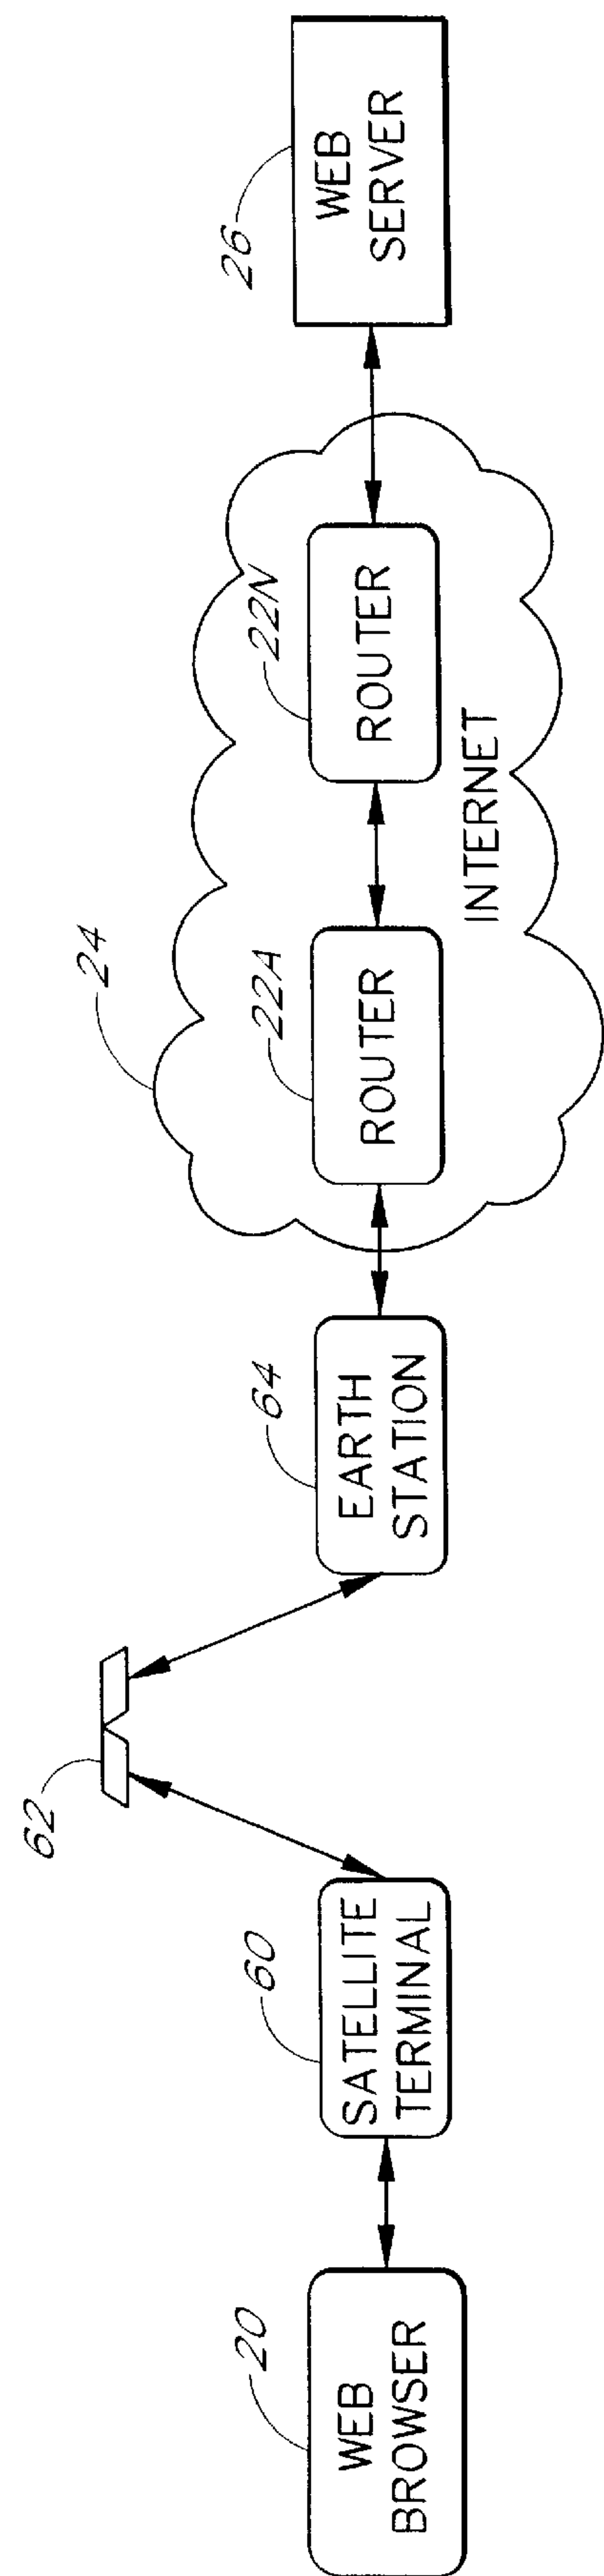 20
WEB
BROWSER
60
SATELLITE
TERMINAL
62
64
EARTH
STATION
24
22A
ROUTER
22N
ROUTER
INTERNET
26
WEB
SERVER